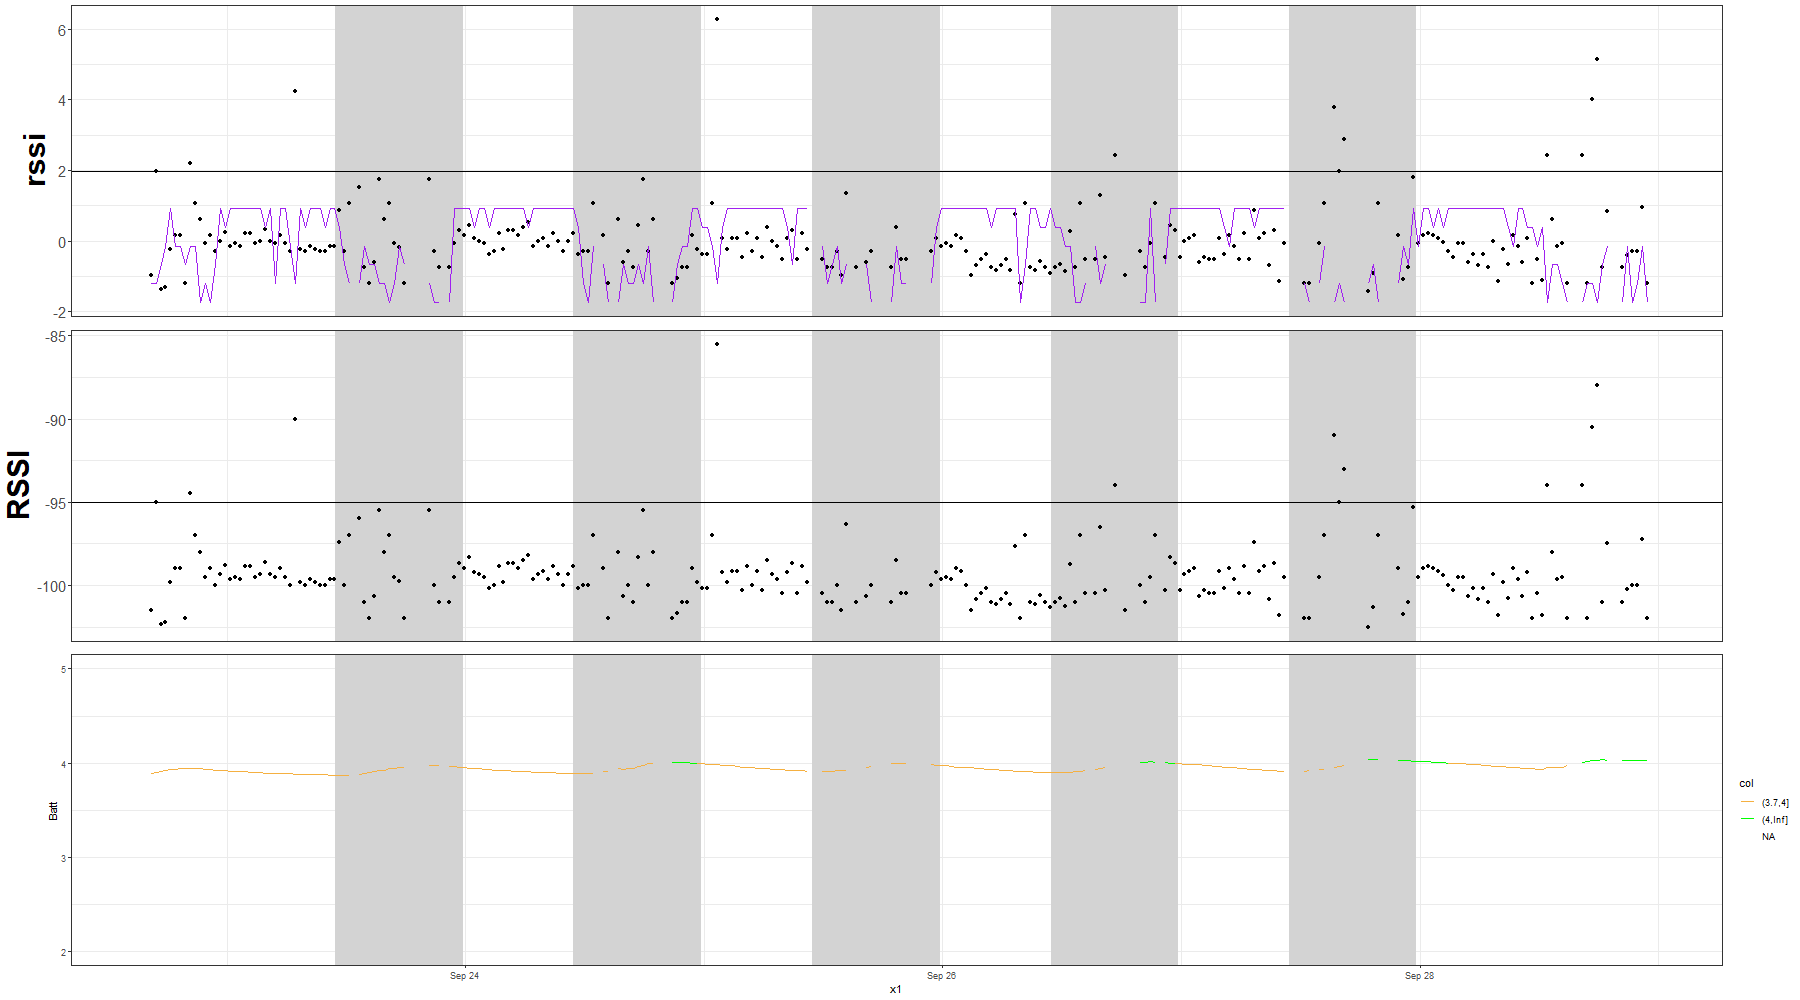 rssi
6
4
2
0
-2
RSSI
-85
-90
-95
-100
Batt
5
4
3
2
Sep 24
Sep 26
Sep 28
x1
col
(3.7,4]
(4,Inf]
NA